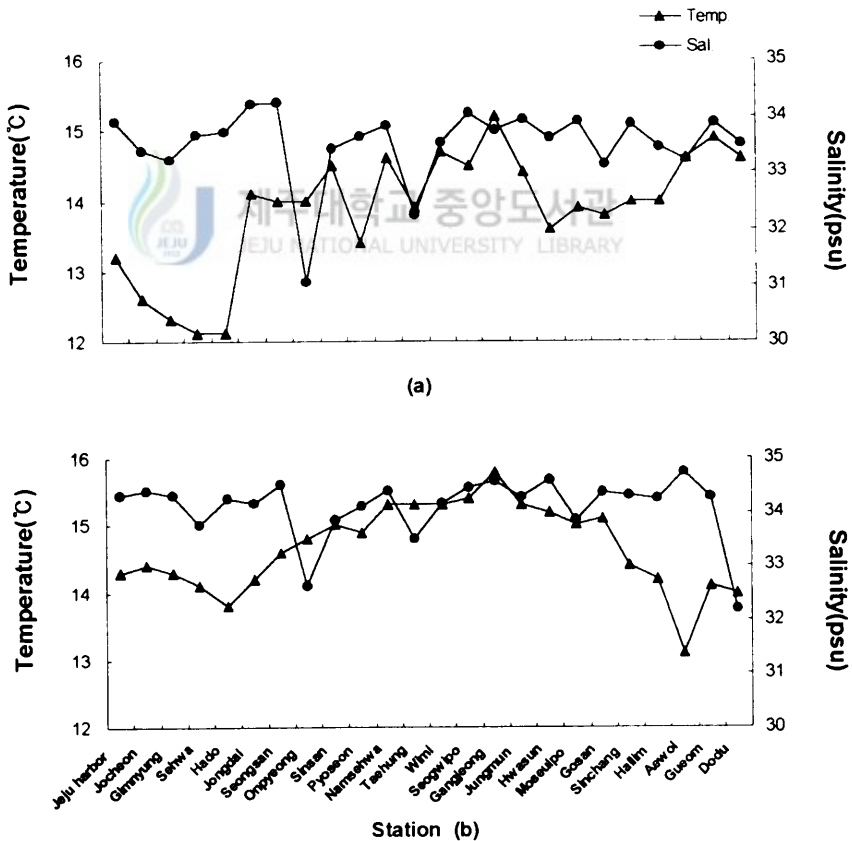 Temp
Sal
16
15
14
13
12
Temperature(℃)
35
34
33
32
31
30
Salinity(psu)
제주대학교 중앙도서관
JEJU NATIONAL UNIVERSITY LIBRARY
JEJU
1952
(a)
16
15
14
13
12
Temperature(℃)
35
34
33
32
31
30
Salinity(psu)
Jeju harbor
Jocheon
Gimnyung
Sehwa
Hado
Jongdal
Seongsan
Onpyeong
Sinsan
Pyoseon
Namsehwa
Taehung
Wimi
Seogwipo
Gangjeong
Jungmun
Hwasun
Moseulpo
Gosan
Sinchang
Hallim
Aewol
Gueom
Dodu
Station (b)